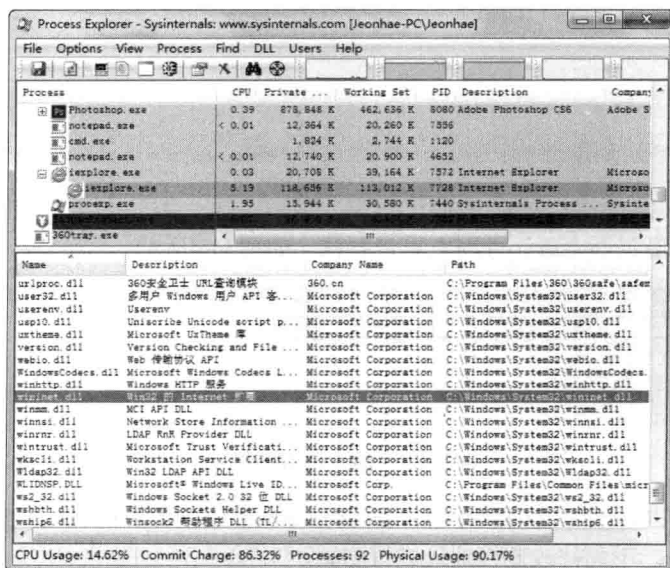 Process Explorer - Sysinternals: www.sysinternals.com [Jeonhae-PC\Jeonhae]
File Options View Process Find DLL Users Help
Process CPU Private ... Working Set PID Description Company
Photoshop.exe 0.39 878,848 K 462,636 K 8080 Adobe Photoshop CS6 Adobe S
notepad.exe < 0.01 12,364 K 20,260 K 7556
cmd.exe 1,824 K 2,744 K 1120
notepad.exe < 0.01 12,740 K 20,900 K 4652
iexplore.exe 0.03 20,708 K 39,164 K 7572 Internet Explorer Microso
iexplore.exe 5.19 118,656 K 113,012 K 7728 Internet Explorer Microso
procexp.exe 1.95 15,944 K 30,580 K 7440 Sysinternals Process ... Sysinte
360tray.exe
Name Description Company Name Path
urlproc.dll 360安全卫士 URL查询模块 360.cn C:\Program Files\360\360safe\safem
user32.dll 多用户 Windows 用户 API 客... Microsoft Corporation C:\Windows\System32\user32.dll
userenv.dll Userenv Microsoft Corporation C:\Windows\System32\userenv.dll
usp10.dll Uniscribe Unicode script p... Microsoft Corporation C:\Windows\System32\usp10.dll
uxtheme.dll Microsoft UxTheme 库 Microsoft Corporation C:\Windows\System32\uxtheme.dll
version.dll Version Checking and File ... Microsoft Corporation C:\Windows\System32\version.dll
webio.dll Web 传输协议 API Microsoft Corporation C:\Windows\System32\webio.dll
WindowsCodecs.dll Microsoft Windows Codecs L... Microsoft Corporation C:\Windows\System32\WindowsCodecs.
winhttp.dll Windows HTTP 服务 Microsoft Corporation C:\Windows\System32\winhttp.dll
wininet.dll Win32 的 Internet 扩展 Microsoft Corporation C:\Windows\System32\wininet.dll
winmm.dll MCI API DLL Microsoft Corporation C:\Windows\System32\winmm.dll
winnsi.dll Network Store Information ... Microsoft Corporation C:\Windows\System32\winnsi.dll
winrnr.dll LDAP RnR Provider DLL Microsoft Corporation C:\Windows\System32\winrnr.dll
wintrust.dll Microsoft Trust Verificati... Microsoft Corporation C:\Windows\System32\wintrust.dll
wkscli.dll Workstation Service Client... Microsoft Corporation C:\Windows\System32\wkscli.dll
Wldap32.dll Win32 LDAP API DLL Microsoft Corporation C:\Windows\System32\Wldap32.dll
WLIDNSP.DLL Microsoft® Windows Live ID... Microsoft Corp. C:\Program Files\Common Files\micr
ws2_32.dll Windows Socket 2.0 32 位 DLL Microsoft Corporation C:\Windows\System32\ws2_32.dll
wshbth.dll Windows Sockets Helper DLL Microsoft Corporation C:\Windows\System32\wshbth.dll
wship6.dll Winsock2 帮助程序 DLL (TL/... Microsoft Corporation C:\Windows\System32\wship6.dll
CPU Usage: 14.62% Commit Charge: 86.32% Processes: 92 Physical Usage: 90.17%